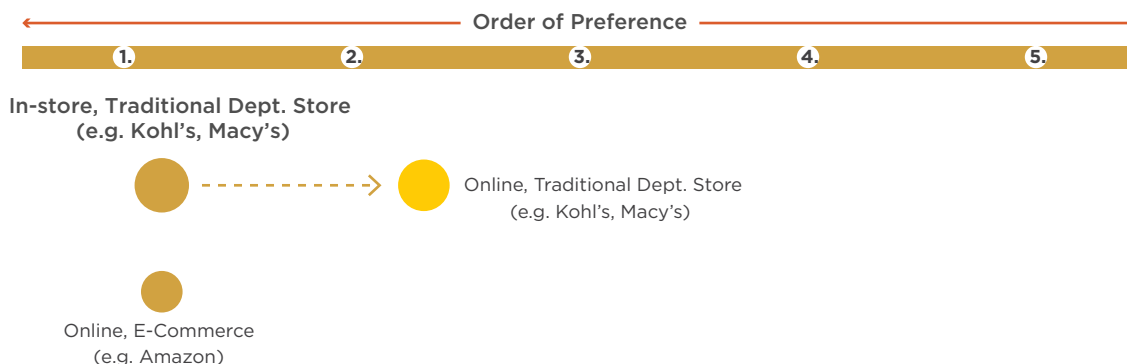 Order of Preference
1. 2. 3. 4. 5.
In-store, Traditional Dept. Store
(e.g. Kohl’s, Macy’s)
Online, Traditional Dept. Store
(e.g. Kohl’s, Macy’s)
Online, E-Commerce
(e.g. Amazon)